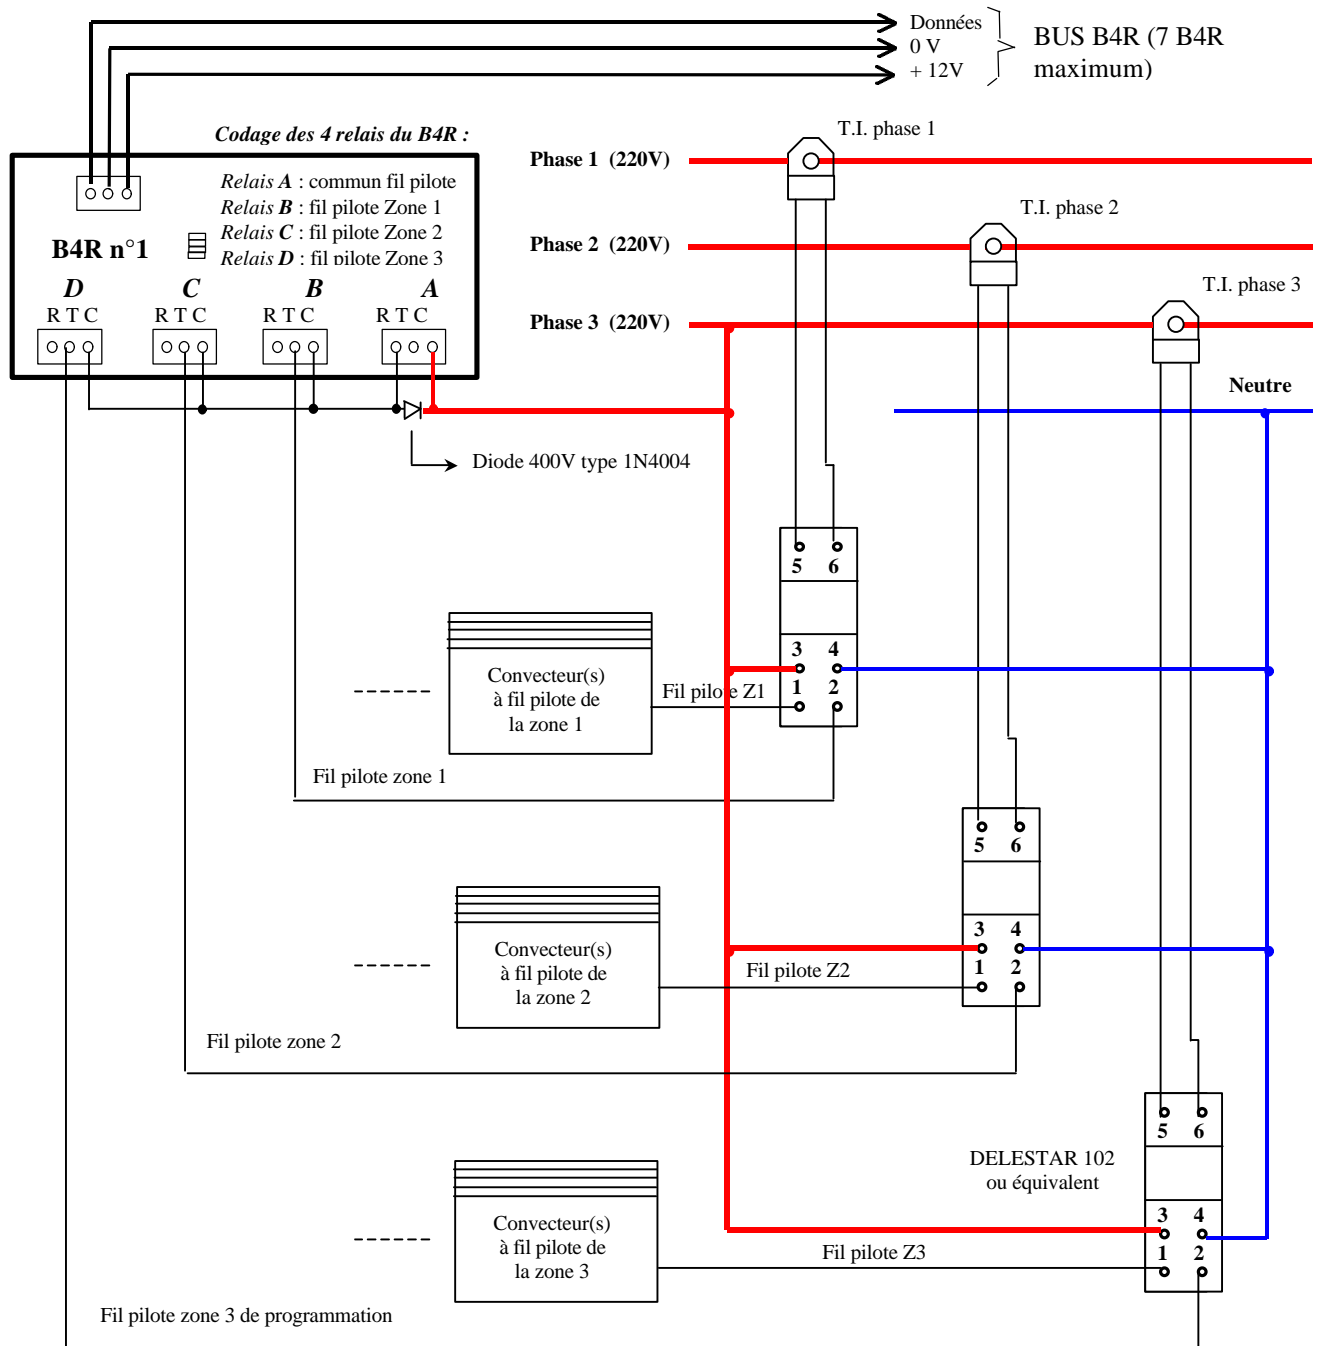 Données
0 V
+ 12V
BUS B4R (7 B4R
maximum)
Codage des 4 relais du B4R :
Relais A : commun fil pilote
Relais B : fil pilote Zone 1
Relais C : fil pilote Zone 2
Relais D : fil pilote Zone 3
B4R n°1
D C B A
R T C R T C R T C R T C
T.I. phase 1
Phase 1 (220V)
T.I. phase 2
Phase 2 (220V)
T.I. phase 3
Phase 3 (220V)
Neutre
Diode 400V type 1N4004
5 6
3 4
1 2
Convecteur(s)
à fil pilote de
la zone 1
Fil pilote Z1
Fil pilote zone 1
5 6
3 4
1 2
Convecteur(s)
à fil pilote de
la zone 2
Fil pilote Z2
Fil pilote zone 2
5 6
DELESTAR 102
ou équivalent
3 4
1 2
Convecteur(s)
à fil pilote de
la zone 3
Fil pilote Z3
Fil pilote zone 3 de programmation